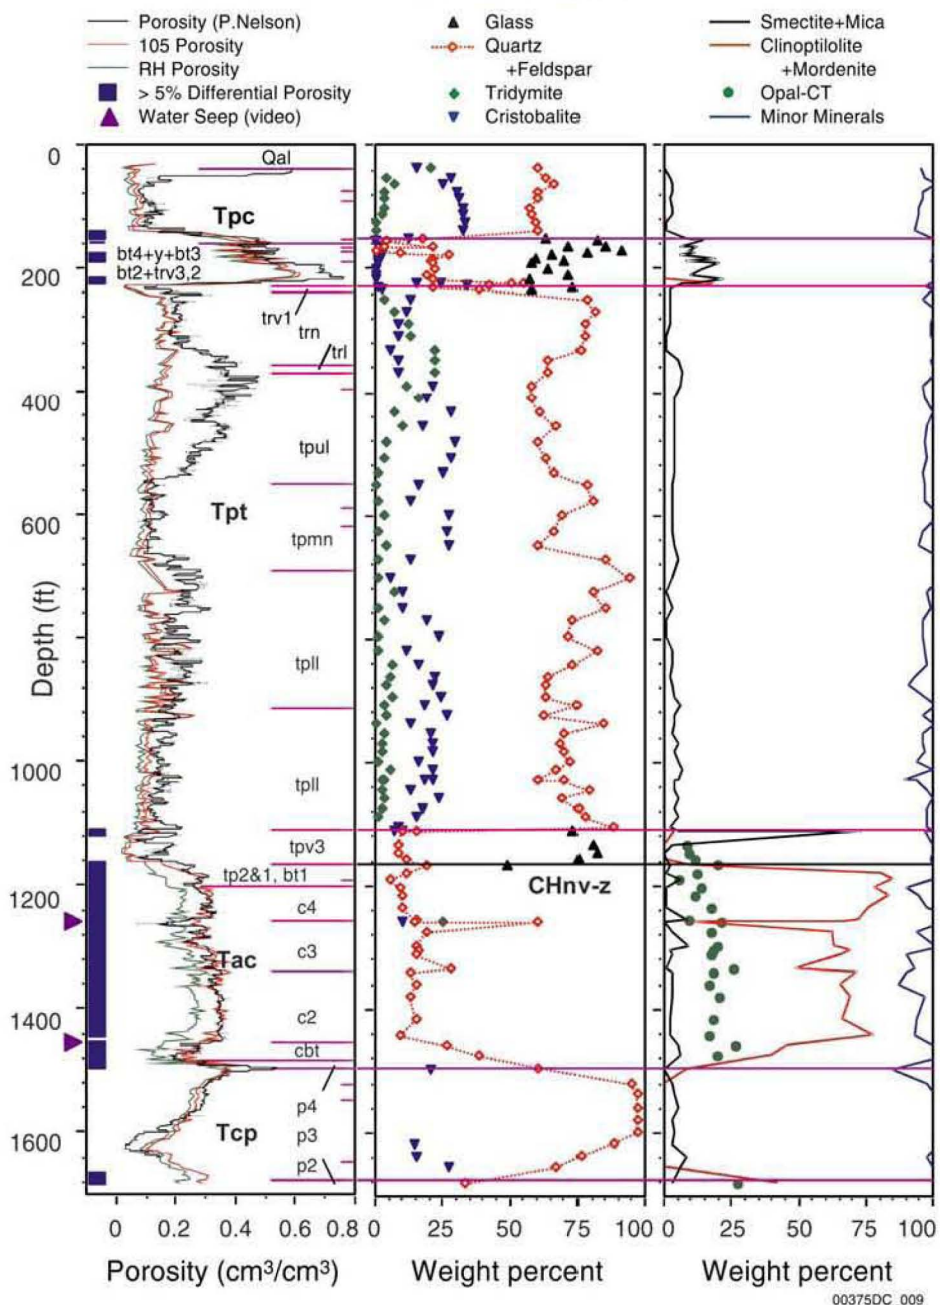 Porosity (P.Nelson)
105 Porosity
RH Porosity
> 5% Differential Porosity
Water Seep (video)
Glass
Quartz
+Feldspar
Tridymite
Cristobalite
Smectite+Mica
Clinoptilolite
+Mordenite
Opal-CT
Minor Minerals
0
200
400
600
800
1000
1200
1400
1600
Depth (ft)
Qal
Tpc
bt4+y+bt3
bt2+trv3,2
trv1
trn
trl
tpul
Tpt
tpmn
tpll
tpll
tpv3
tp2&1, bt1
c4
Tac
c3
c2
cbt
p4
Tcp
p3
p2
CHnv-z
0 0.2 0.4 0.6 0.8
Porosity (cm³/cm³)
0 25 50 75 100
Weight percent
0 25 50 75 100
Weight percent
00375DC_009